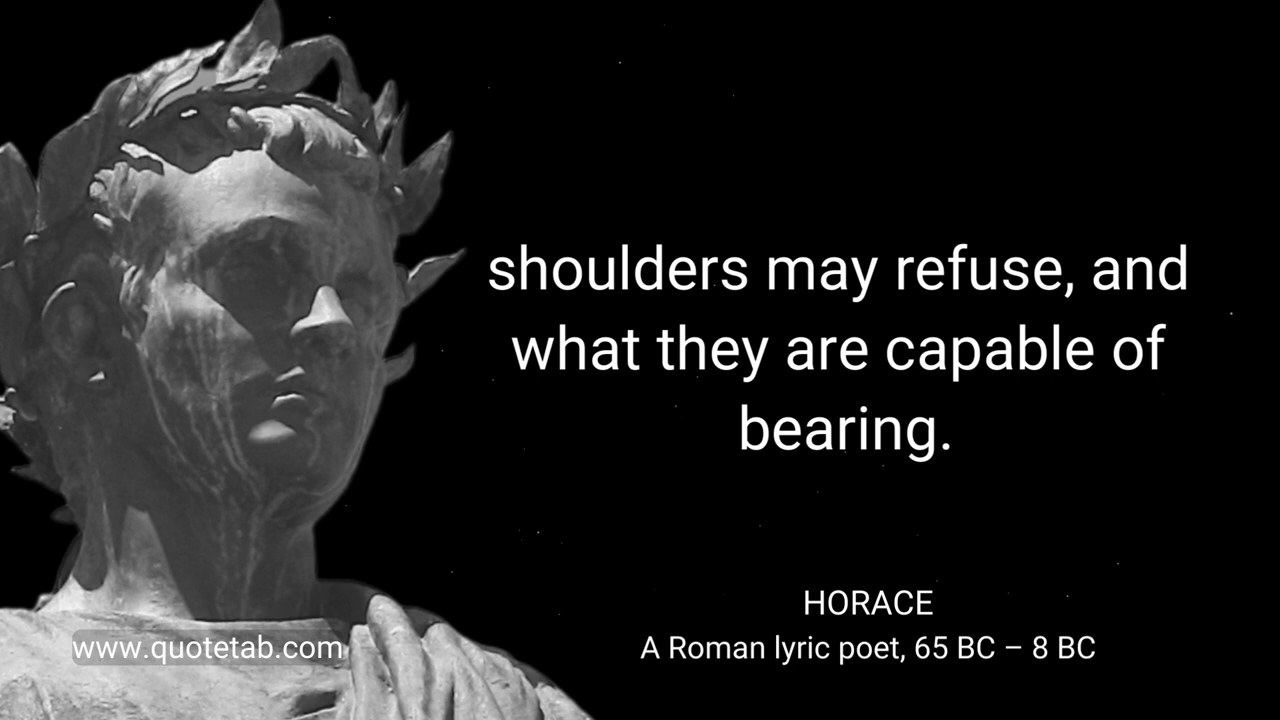 shoulders may refuse, and
what they are capable of
bearing.
HORACE
A Roman lyric poet, 65 BC – 8 BC
www.quotetab.com